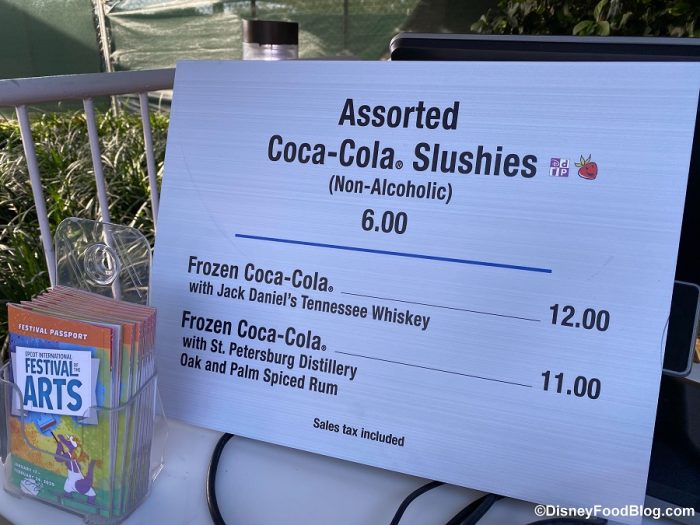 Assorted
Coca-Cola® Slushies
(Non-Alcoholic)
6.00
Frozen Coca-Cola®
with Jack Daniel's Tennessee Whiskey 12.00
Frozen Coca-Cola®
with St. Petersburg Distillery 11.00
Oak and Palm Spiced Rum
Sales tax included
FESTIVAL PASSPORT
EPCOT INTERNATIONAL
FESTIVAL OF THE
ARTS
©DisneyFoodBlog.com